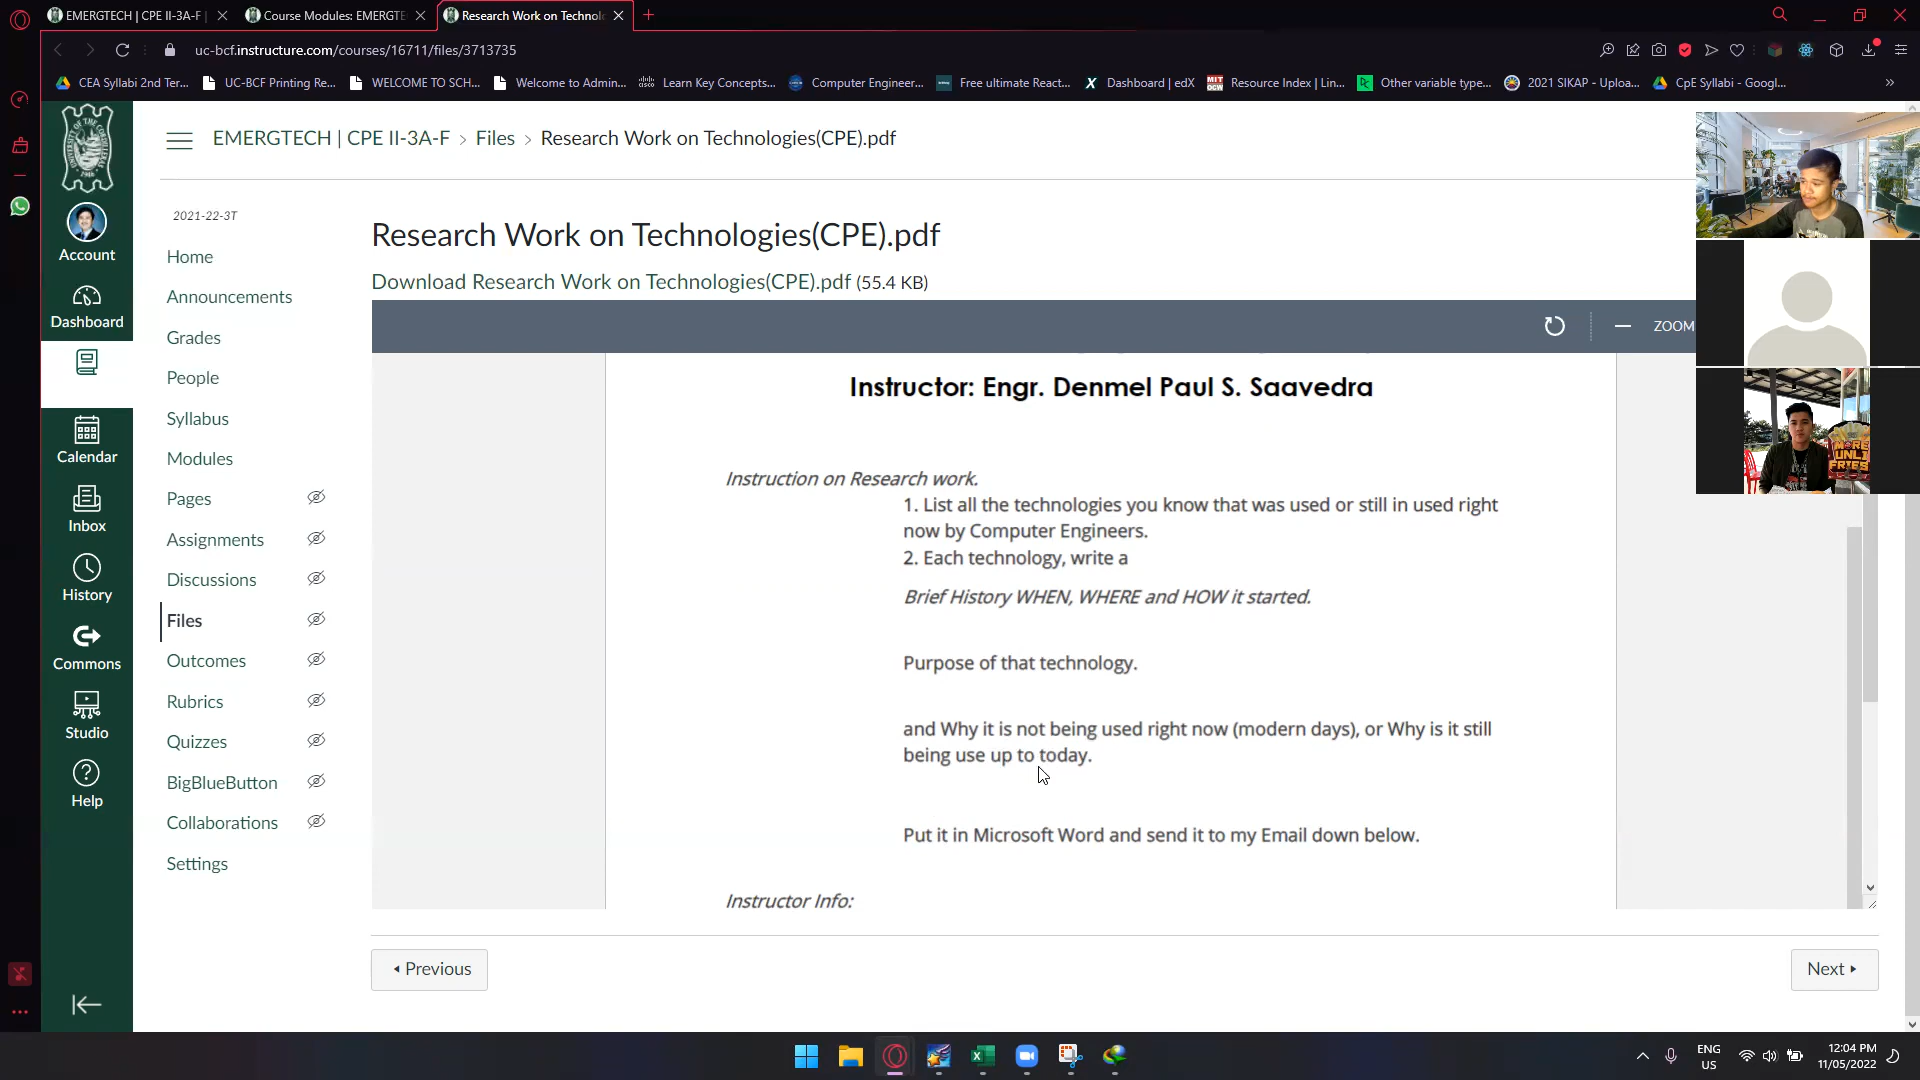 EMERGTECH | CPE II-3A-F |
Course Modules: EMERGTE
Research Work on Technolo
uc-bcf.instructure.com/courses/16711/files/3713735
CEA Syllabi 2nd Ter...
UC-BCF Printing Re...
WELCOME TO SCH...
Welcome to Admin...
Learn Key Concepts...
Computer Engineer...
Free ultimate React...
Dashboard | edX
Resource Index | Lin...
Other variable type...
2021 SIKAP - Uploa...
CpE Syllabi - Googl...
EMERGTECH | CPE II-3A-F > Files > Research Work on Technologies(CPE).pdf
Account
Dashboard
Calendar
Inbox
History
Commons
Studio
Help
2021-22-3T
Home
Announcements
Grades
People
Syllabus
Modules
Pages
Assignments
Discussions
Files
Outcomes
Rubrics
Quizzes
BigBlueButton
Collaborations
Settings
Research Work on Technologies(CPE).pdf
Download Research Work on Technologies(CPE).pdf (55.4 KB)
ZOOM
Instructor: Engr. Denmel Paul S. Saavedra
Instruction on Research work.
1. List all the technologies you know that was used or still in used right
now by Computer Engineers.
2. Each technology, write a
Brief History WHEN, WHERE and HOW it started.
Purpose of that technology.
and Why it is not being used right now (modern days), or Why is it still
being use up to today.
Put it in Microsoft Word and send it to my Email down below.
Instructor Info:
Previous
Next
MORE
UNLI
FRIES
ENG
US
12:04 PM
11/05/2022